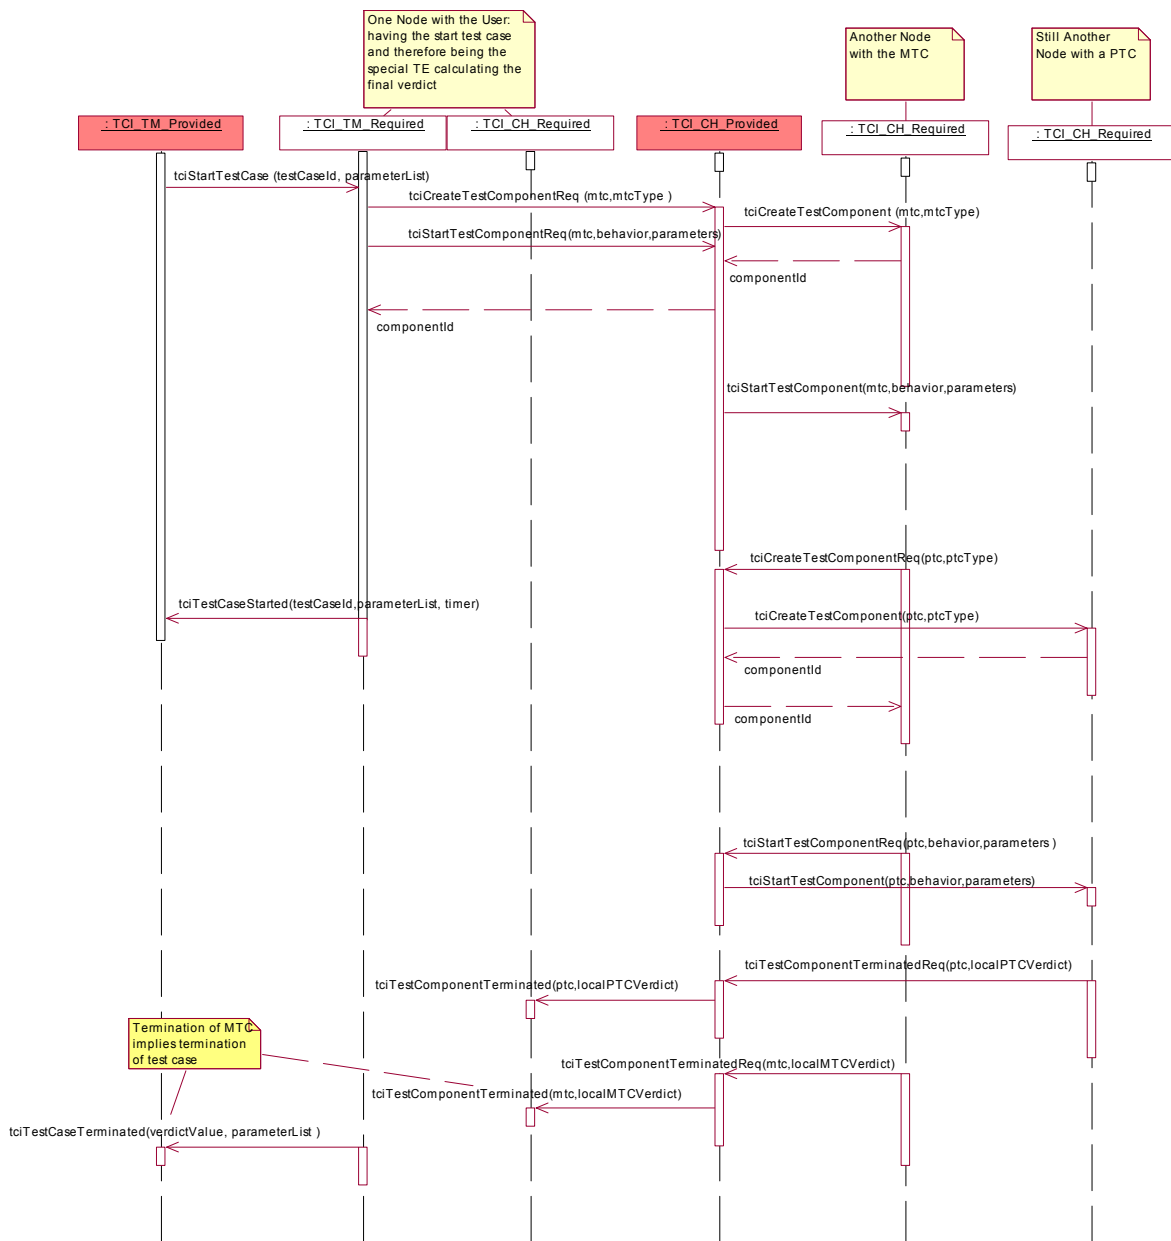 One Node with the User:
having the start test case
and therefore being the
special TE calculating the
final verdict
Another Node
with the MTC
Still Another
Node with a PTC
: TCI_TM_Provided
: TCI_TM_Required
: TCI_CH_Required
: TCI_CH_Provided
: TCI_CH_Required
: TCI_CH_Required
tciStartTestCase (testCaseId, parameterList)
tciCreateTestComponentReq (mtc,mtcType )
tciCreateTestComponent (mtc,mtcType)
tciStartTestComponentReq(mtc,behavior,parameters)
componentId
componentId
tciStartTestComponent(mtc,behavior,parameters)
tciCreateTestComponentReq(ptc,ptcType)
tciTestCaseStarted(testCaseId,parameterList, timer)
tciCreateTestComponent(ptc,ptcType)
componentId
componentId
tciStartTestComponentReq(ptc,behavior,parameters )
tciStartTestComponent(ptc,behavior,parameters)
tciTestComponentTerminatedReq(ptc,localPTCVerdict)
tciTestComponentTerminated(ptc,localPTCVerdict)
Termination of MTC
implies termination
of test case
tciTestComponentTerminatedReq(mtc,localMTCVerdict)
tciTestComponentTerminated(mtc,localMTCVerdict)
tciTestCaseTerminated(verdictValue, parameterList )